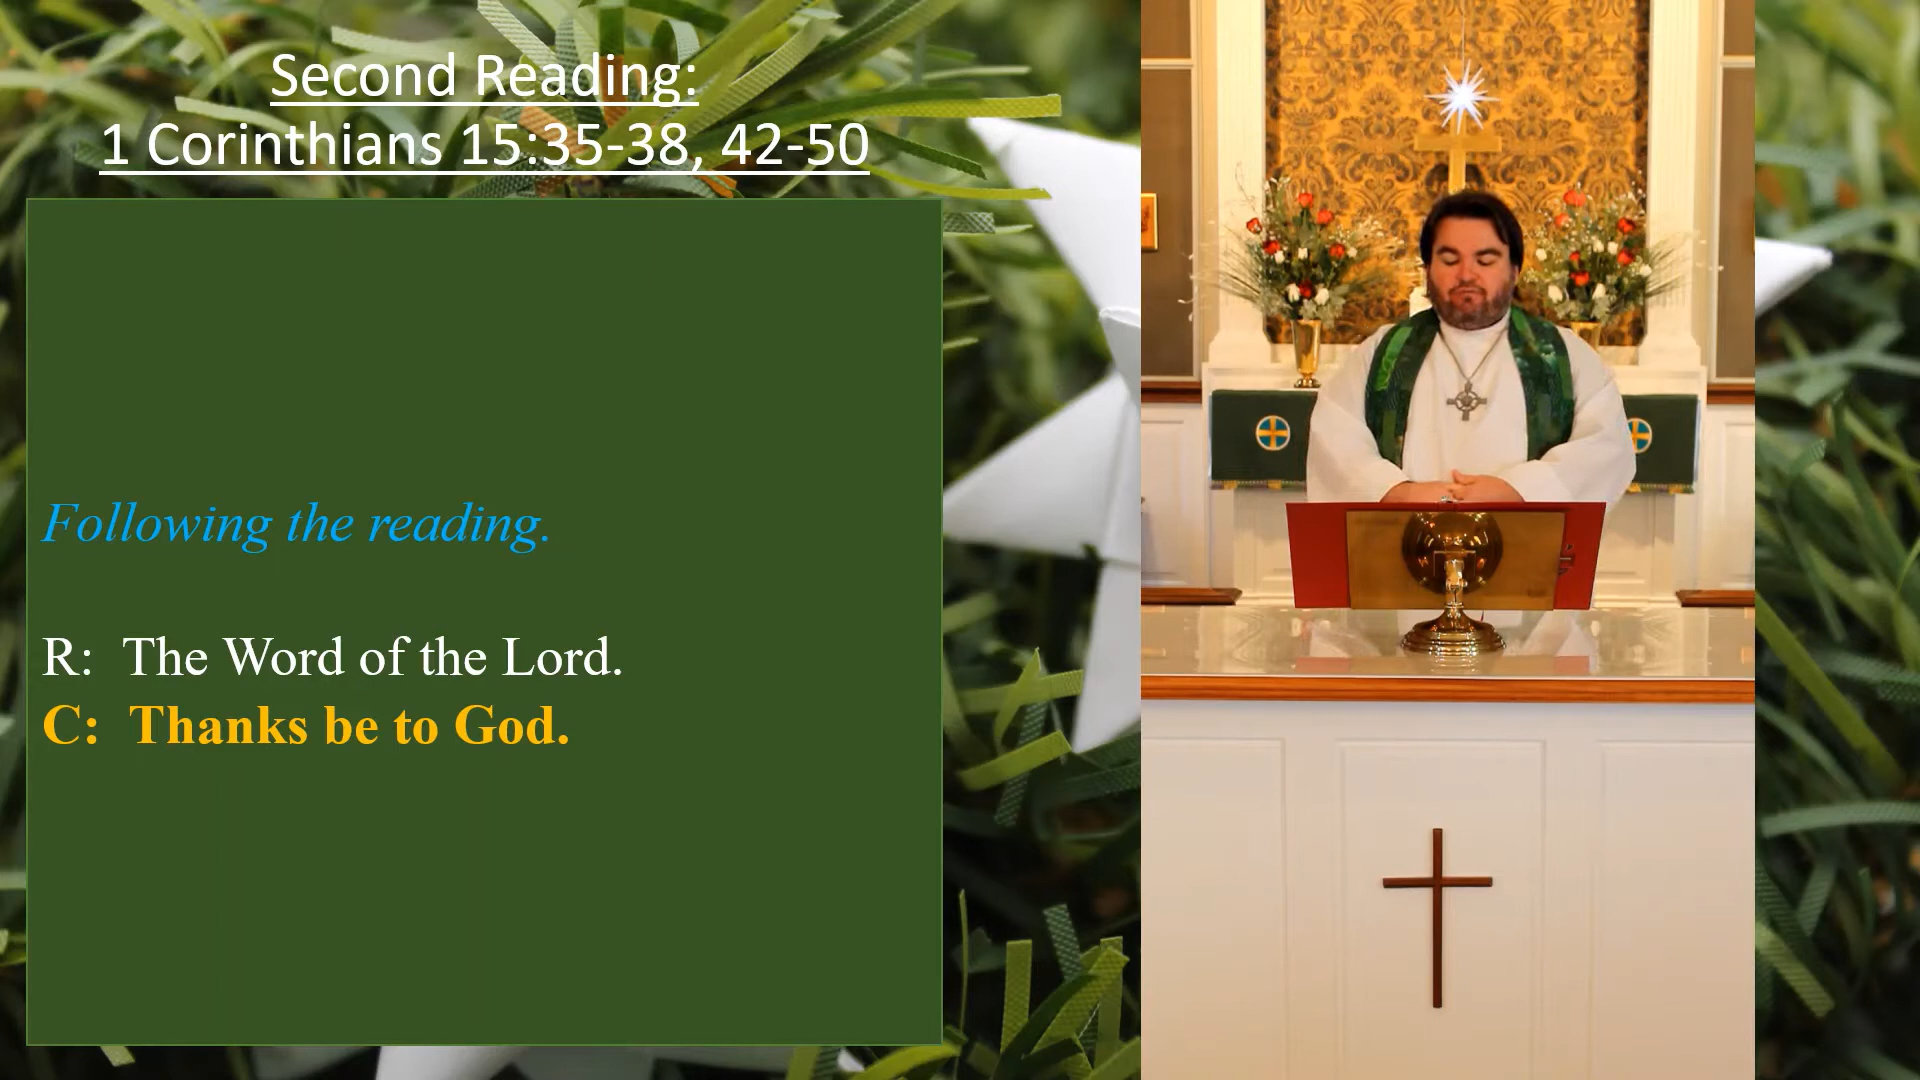 Second Reading:
1 Corinthians 15:35-38, 42-50
Following the reading.
R: The Word of the Lord.
C: Thanks be to God.